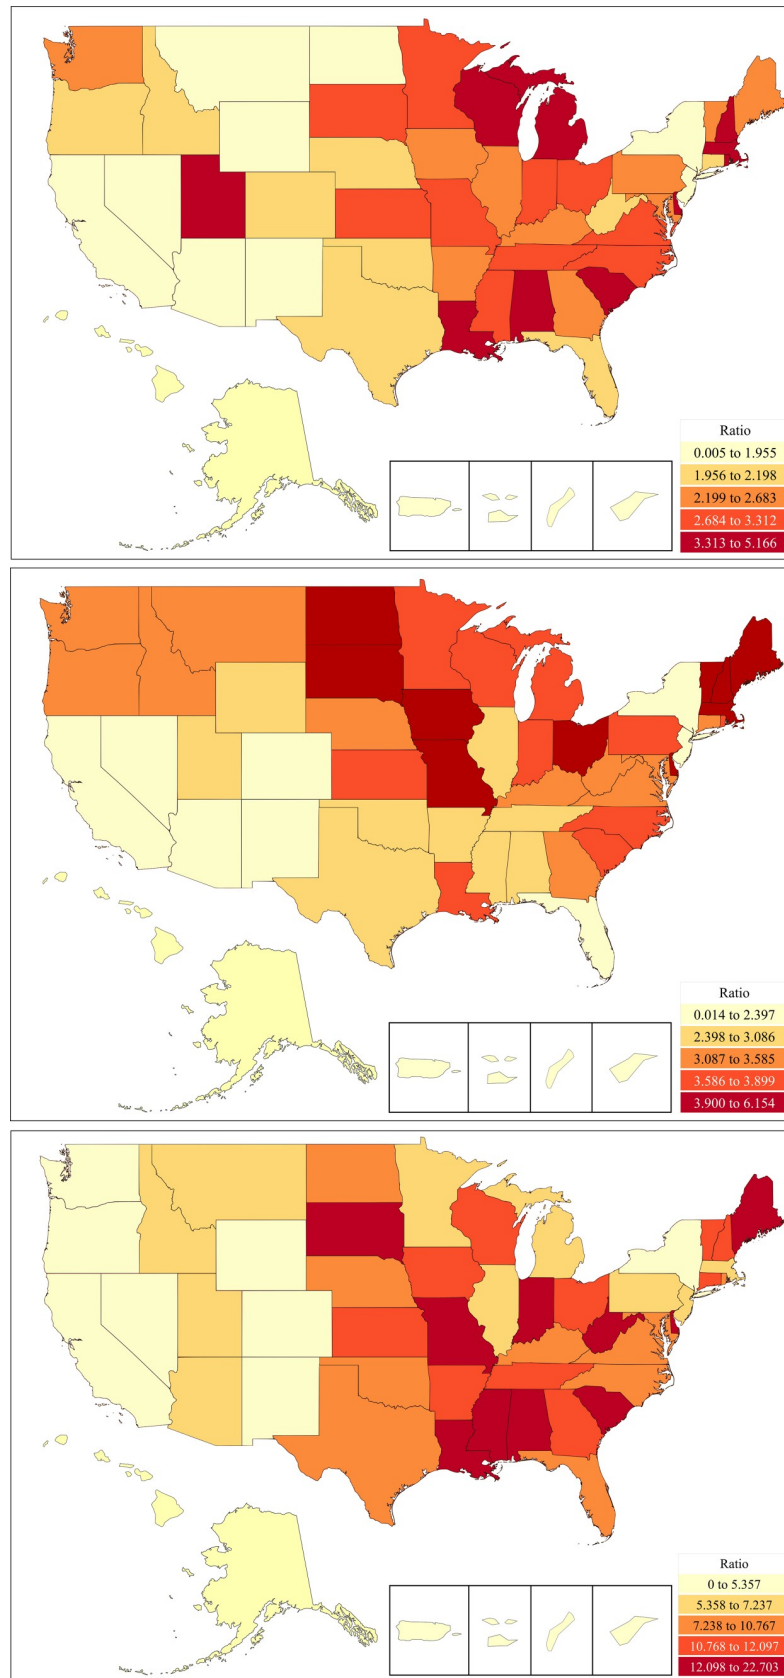 Ratio
0.005 to 1.955
1.956 to 2.198
2.199 to 2.683
2.684 to 3.312
3.313 to 5.166
Ratio
0.014 to 2.397
2.398 to 3.086
3.087 to 3.585
3.586 to 3.899
3.900 to 6.154
Ratio
0 to 5.357
5.358 to 7.237
7.238 to 10.767
10.768 to 12.097
12.098 to 22.703